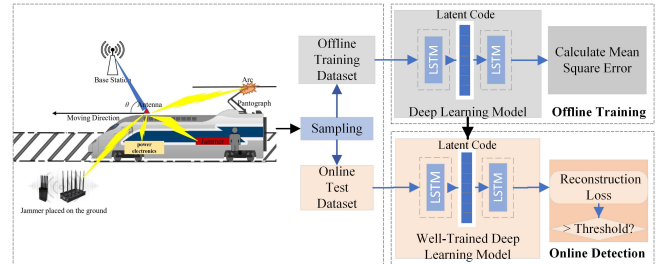 Base Station
θ
Antenna
Arc
Pantograph
Moving Direction
power
electronics
Jammer placed on the ground
Sampling
Offline
Training
Dataset
Online
Test
Dataset
Latent Code
LSTM
LSTM
Deep Learning Model
Calculate Mean
Square Error
Offline Training
Latent Code
LSTM
LSTM
Well-Trained Deep
Learning Model
Reconstruction
Loss
> Threshold?
Online Detection